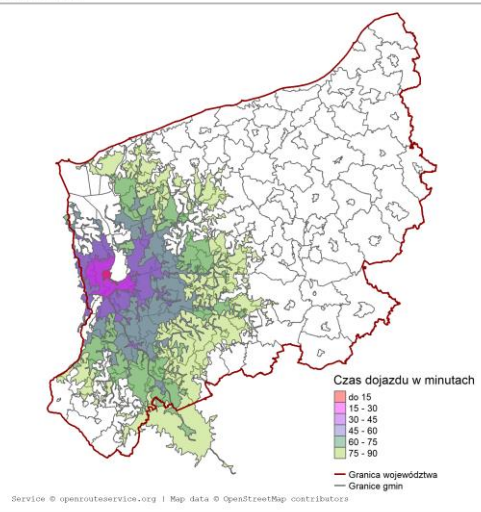 Czas dojazdu w minutach
do 15
15 - 30
30 - 45
45 - 60
60 - 75
75 - 90
Granica województwa
Granice gmin
Service © openrouteservice.org | Map data © OpenStreetMap contributors